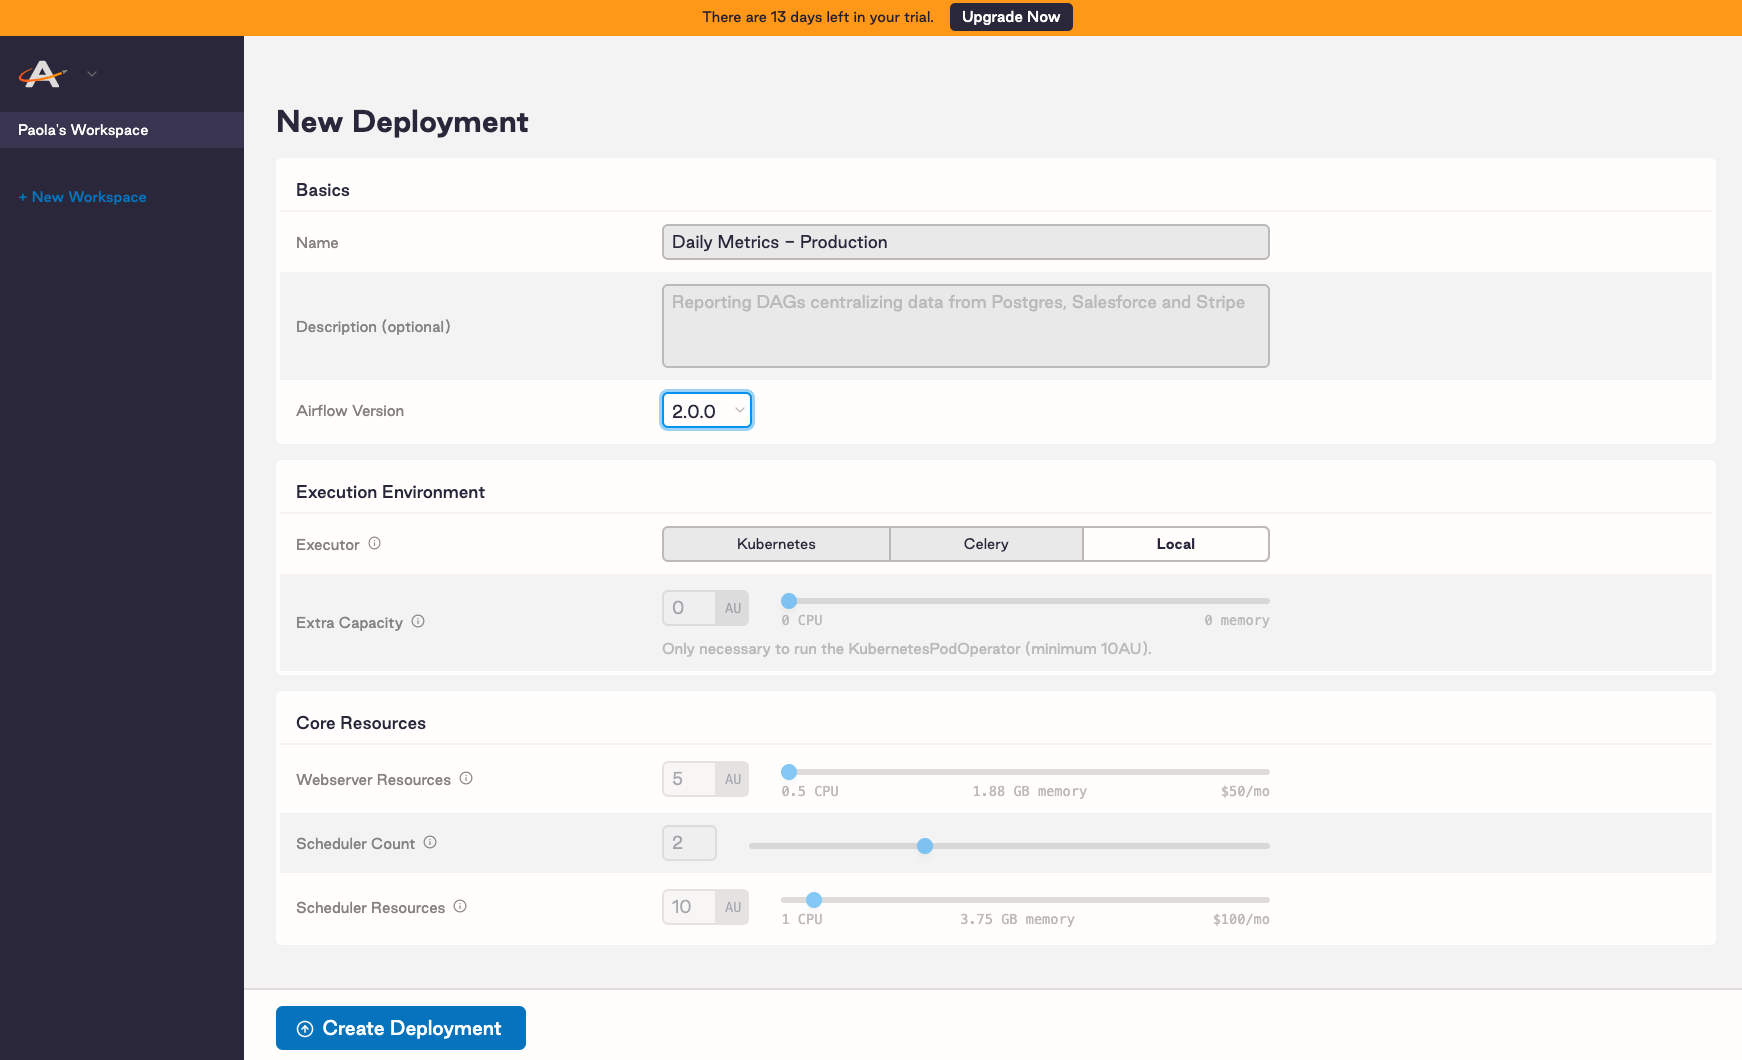 There are 13 days left in your trial. Upgrade Now
Paola's Workspace
+ New Workspace
New Deployment
Basics
Name
Daily Metrics - Production
Description (optional)
Reporting DAGs centralizing data from Postgres, Salesforce and Stripe
Airflow Version
2.0.0
Execution Environment
Executor
Kubernetes Celery Local
Extra Capacity
0 AU
0 CPU 0 memory
Only necessary to run the KubernetesPodOperator (minimum 10AU).
Core Resources
Webserver Resources
5 AU
0.5 CPU 1.88 GB memory $50/mo
Scheduler Count
2
Scheduler Resources
10 AU
1 CPU 3.75 GB memory $100/mo
Create Deployment